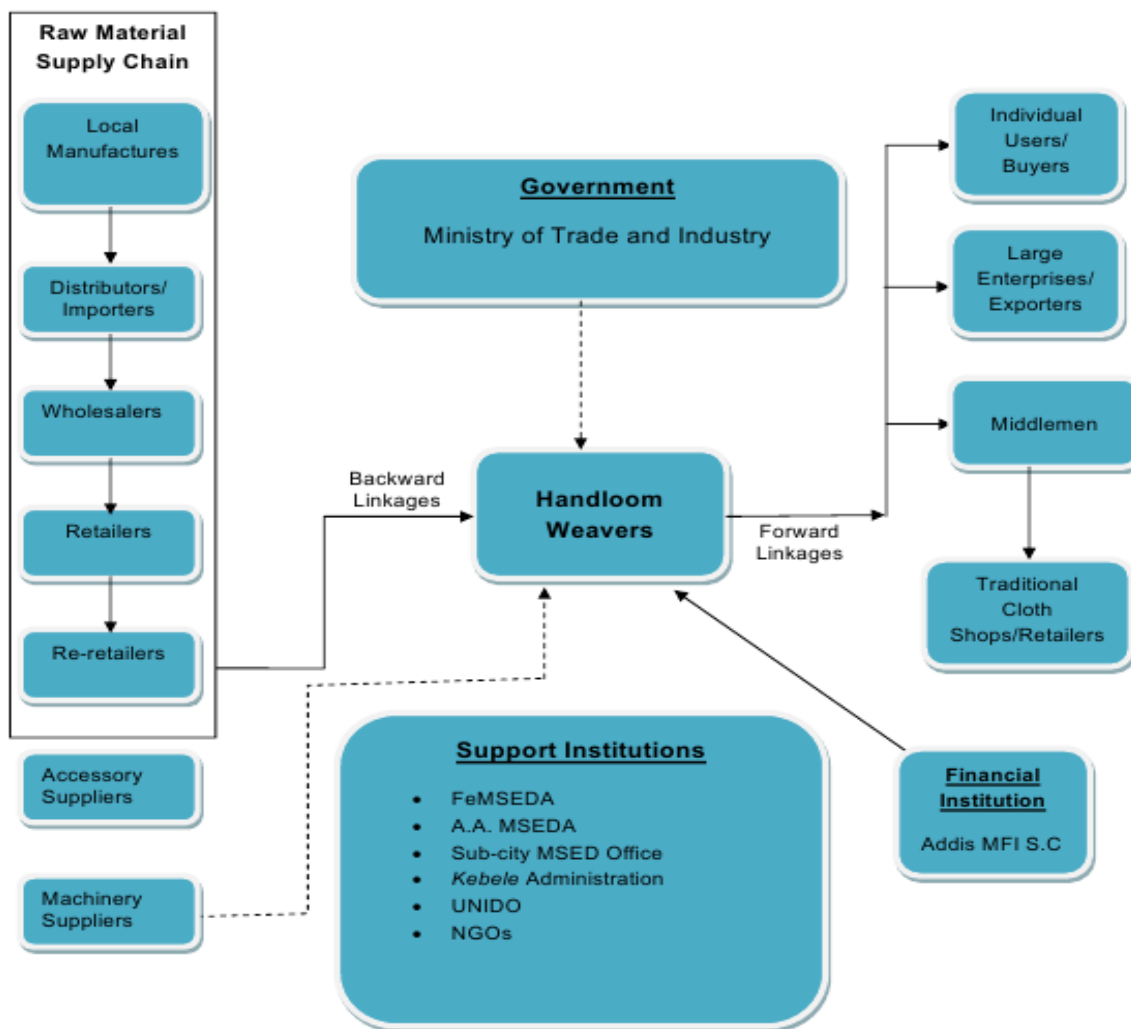 Raw Material
Supply Chain
Local
Manufactures
Distributors/
Importers
Wholesalers
Retailers
Re-retailers
Accessory
Suppliers
Machinery
Suppliers
Government
Ministry of Trade and Industry
Backward
Linkages
Handloom
Weavers
Forward
Linkages
Support Institutions
• FeMSEDA
• A.A. MSEDA
• Sub-city MSED Office
• Kebele Administration
• UNIDO
• NGOs
Individual
Users/
Buyers
Large
Enterprises/
Exporters
Middlemen
Traditional
Cloth
Shops/Retailers
Financial
Institution
Addis MFI S.C